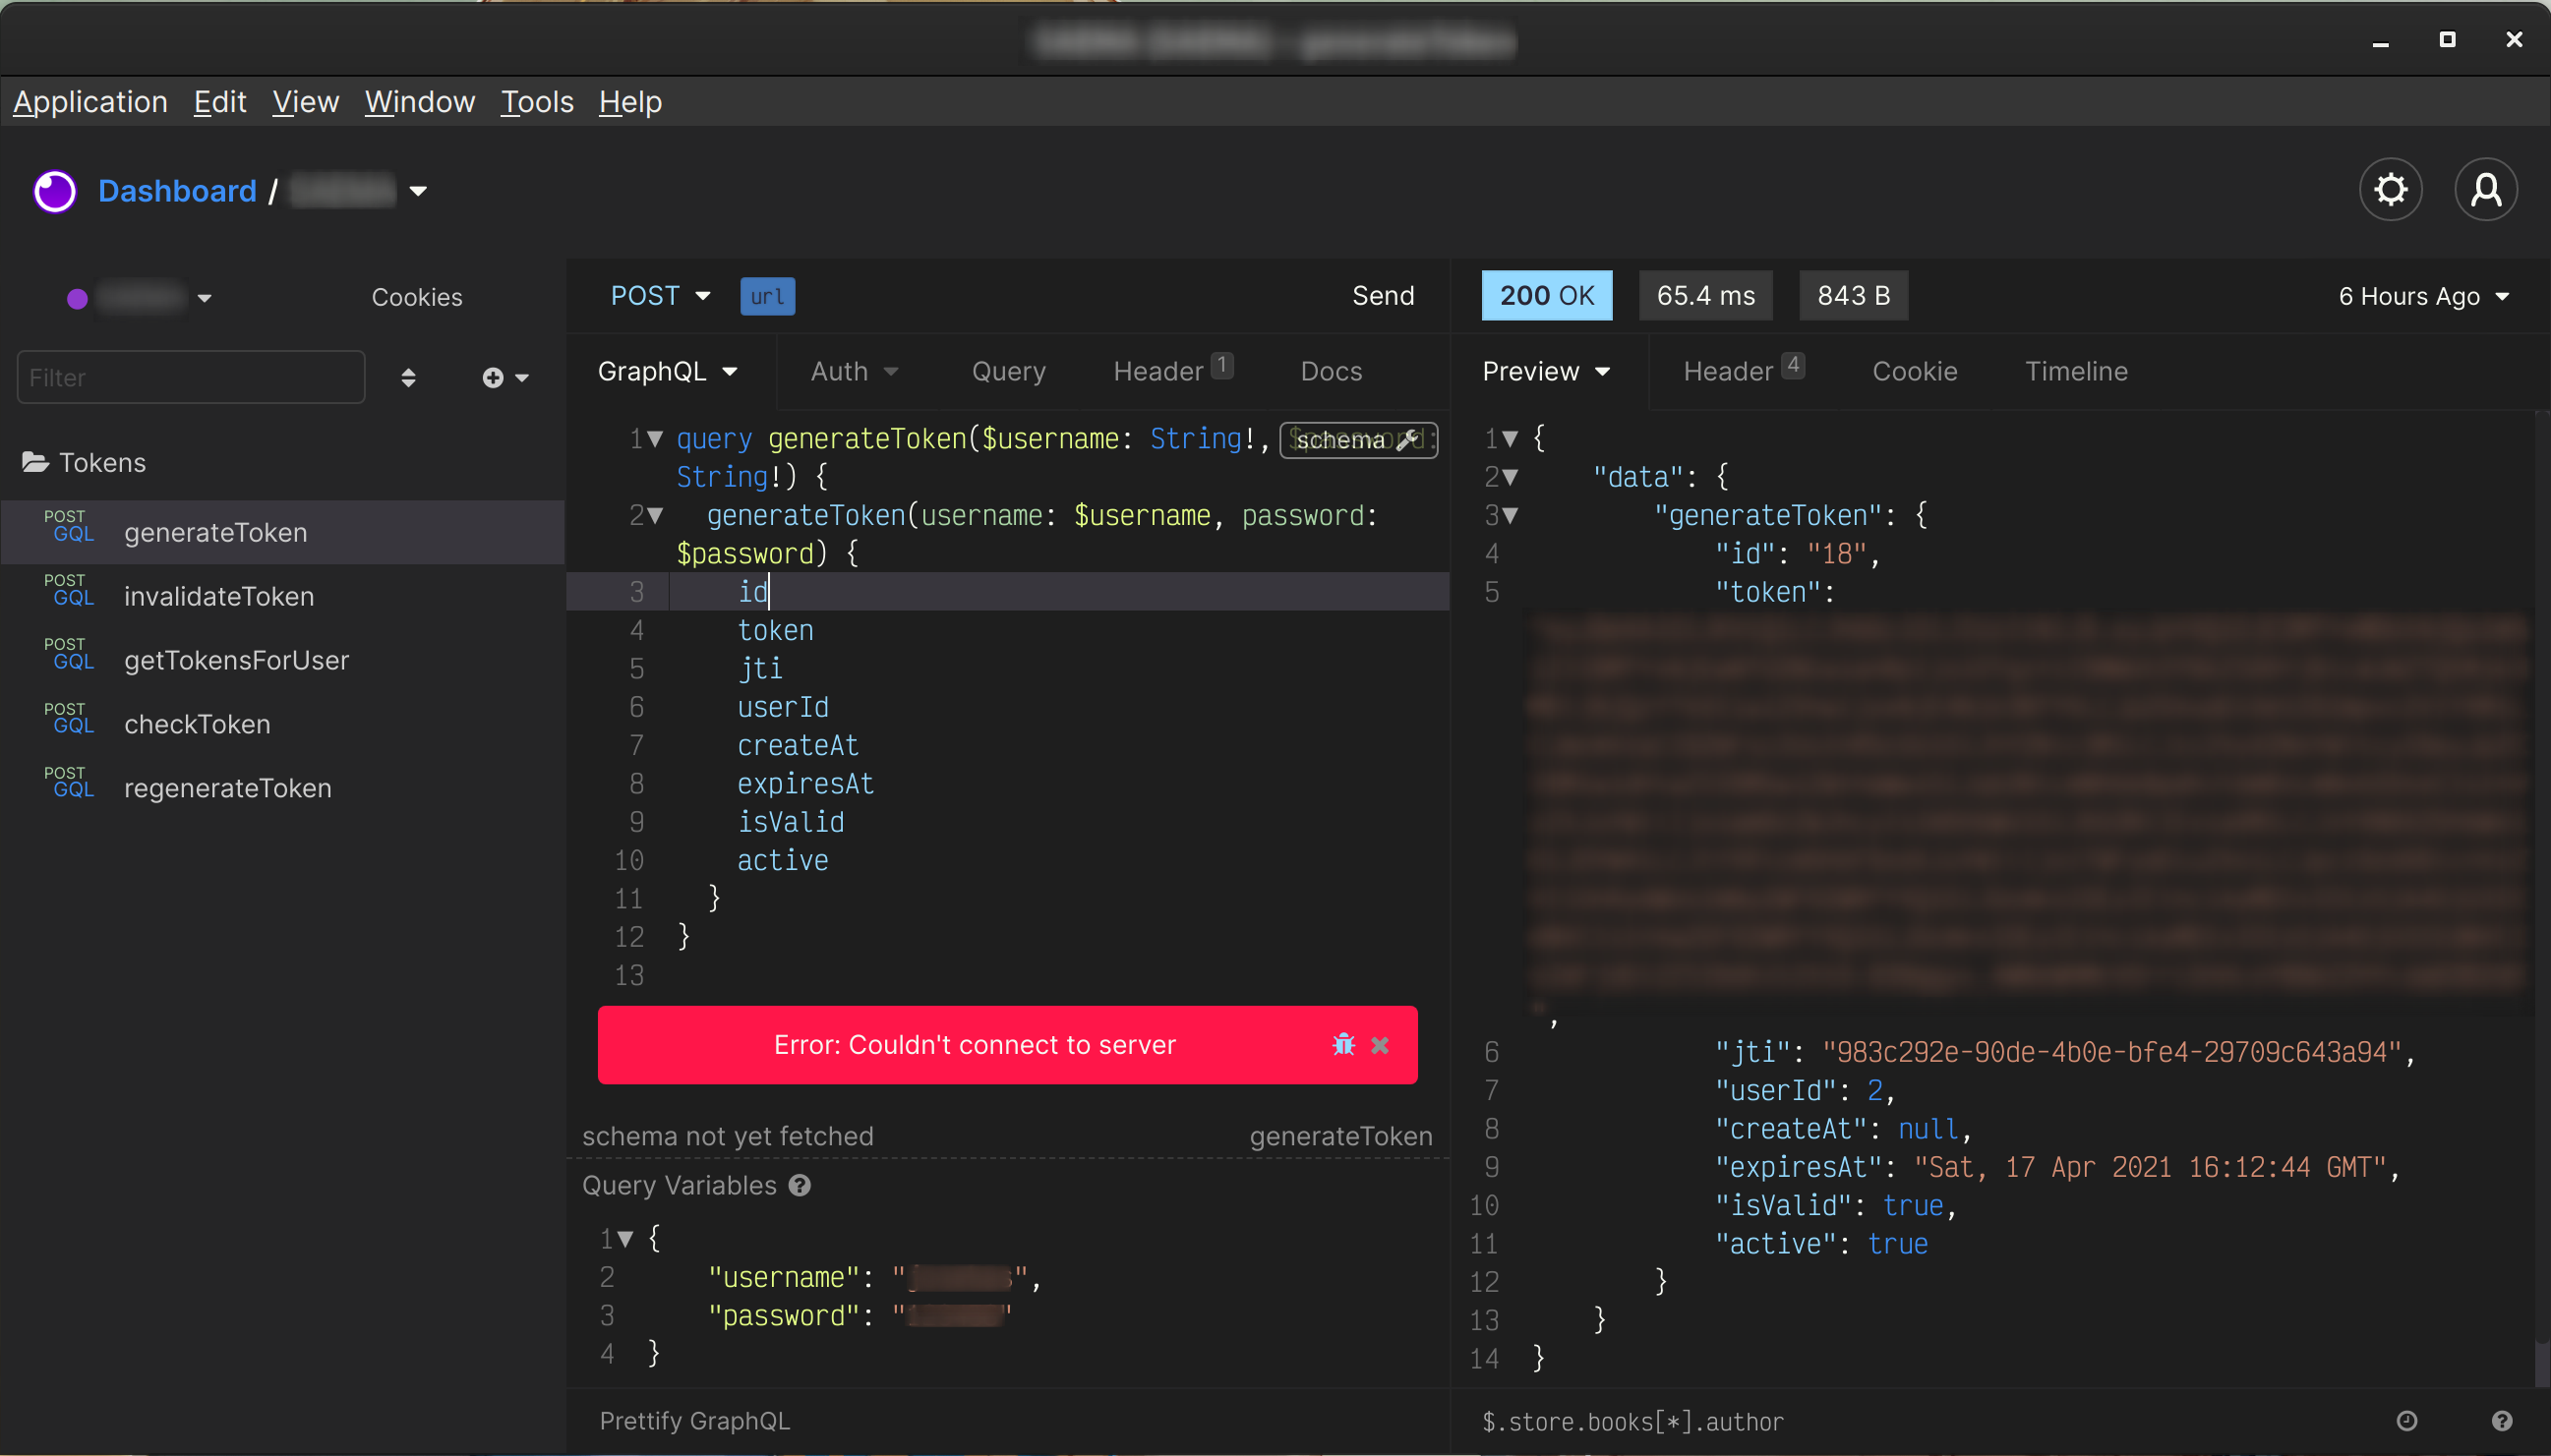 Application Edit View Window Tools Help
Dashboard /
Cookies
Filter
Tokens
POST GQL generateToken
POST GQL invalidateToken
POST GQL getTokensForUser
POST GQL checkToken
POST GQL regenerateToken
POST url Send
GraphQL Auth Query Header 1 Docs
1 query generateToken($username: String!, $password:
schema
String!) {
2 generateToken(username: $username, password:
$password) {
3 id
4 token
5 jti
6 userId
7 createAt
8 expiresAt
9 isValid
10 active
11 }
12 }
13
Error: Couldn't connect to server
schema not yet fetched generateToken
Query Variables ?
1 {
2 "username": "",
3 "password": ""
4 }
Prettify GraphQL
200 OK 65.4 ms 843 B 6 Hours Ago
Preview Header 4 Cookie Timeline
1 {
2 "data": {
3 "generateToken": {
4 "id": "18",
5 "token":
",
6 "jti": "983c292e-90de-4b0e-bfe4-29709c643a94",
7 "userId": 2,
8 "createAt": null,
9 "expiresAt": "Sat, 17 Apr 2021 16:12:44 GMT",
10 "isValid": true,
11 "active": true
12 }
13 }
14 }
$.store.books[*].author ?